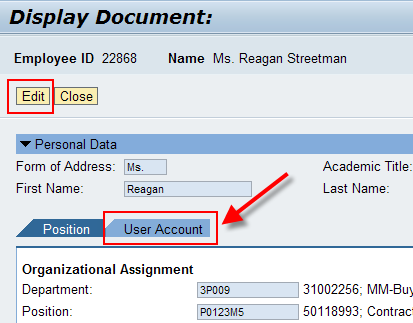 Display Document:
Employee ID 22868 Name Ms. Reagan Streetman
Edit Close
Personal Data
Form of Address: Ms. Academic Title:
First Name: Reagan Last Name:
Position User Account
Organizational Assignment
Department: 3P009 31002256; MM-Buy
Position: P0123M5 50118993; Contrac